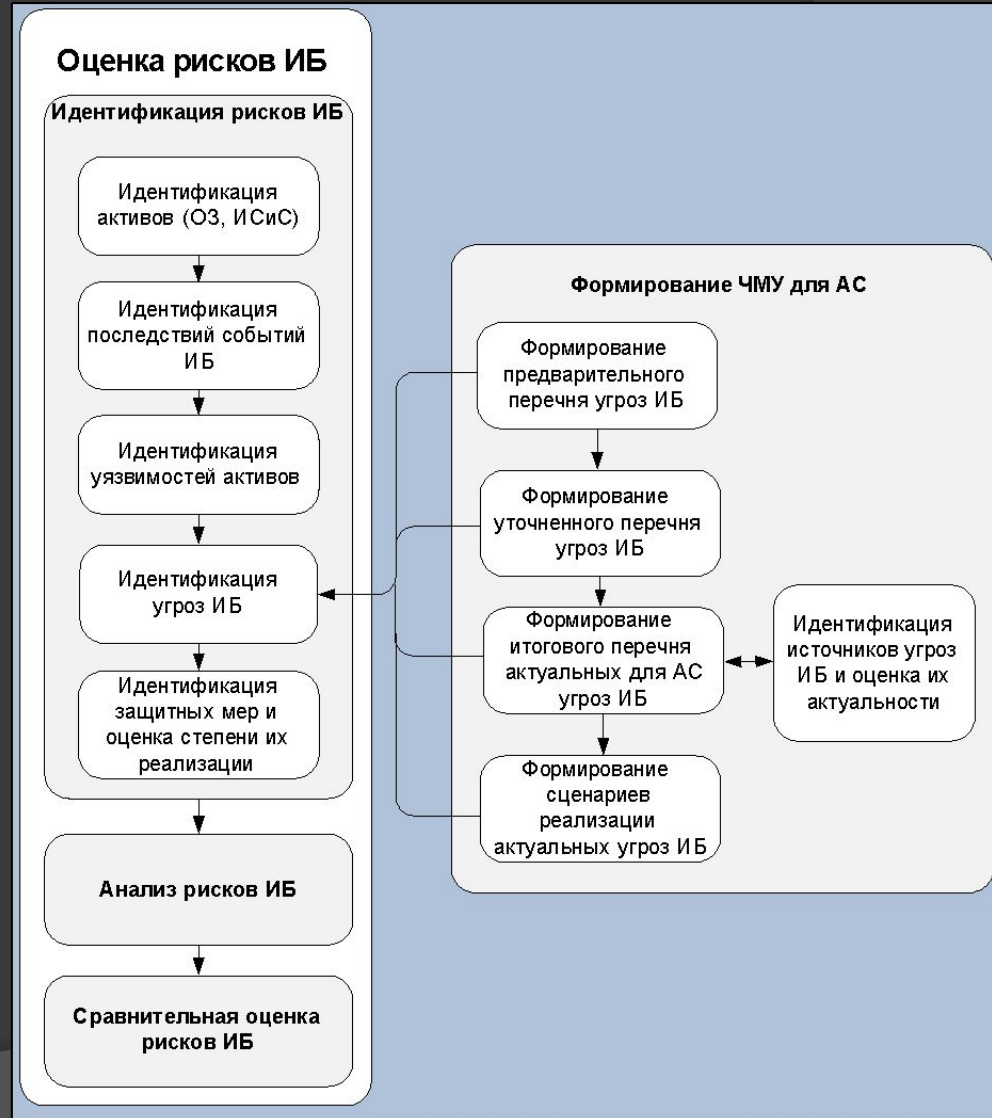 Оценка рисков ИБ
Идентификация рисков ИБ
Идентификация
активов (ОЗ, ИСиС)
Идентификация
последствий событий
ИБ
Идентификация
уязвимостей активов
Идентификация
угроз ИБ
Идентификация
защитных мер и
оценка степени их
реализации
Анализ рисков ИБ
Сравнительная оценка
рисков ИБ
Формирование ЧМУ для АС
Формирование
предварительного
перечня угроз ИБ
Формирование
уточненного перечня
угроз ИБ
Формирование
итогового перечня
актуальных для АС
угроз ИБ
Идентификация
источников угроз
ИБ и оценка их
актуальности
Формирование
сценариев
реализации
актуальных угроз ИБ